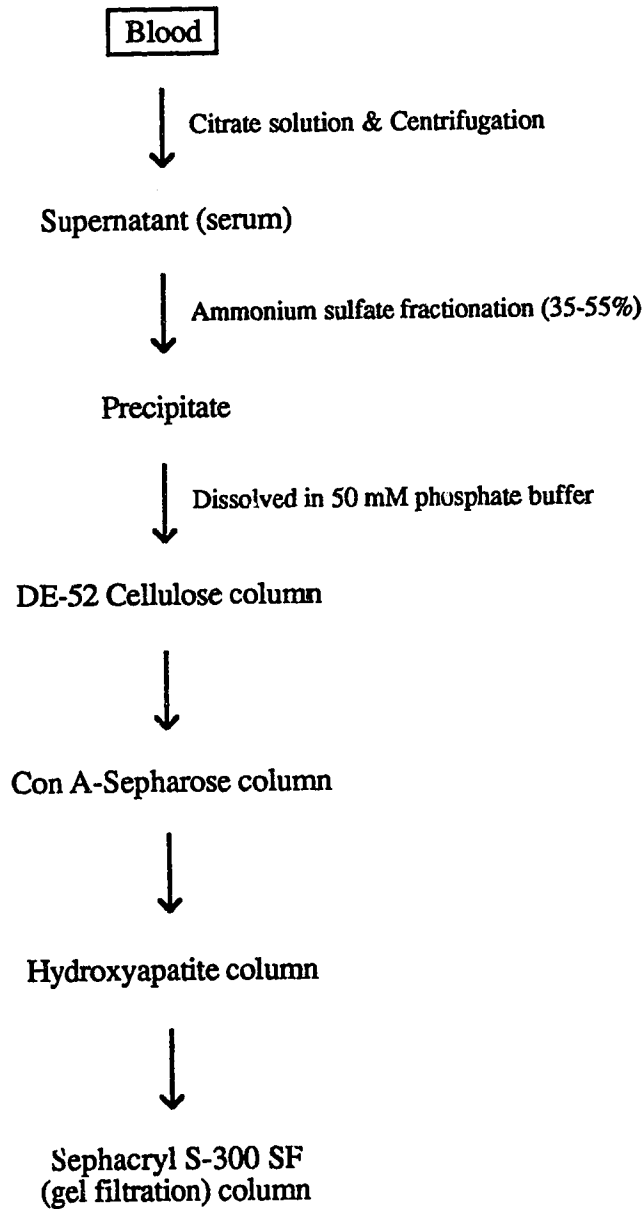 Blood
Citrate solution & Centrifugation
Supernatant (serum)
Ammonium sulfate fractionation (35-55%)
Precipitate
Dissolved in 50 mM phosphate buffer
DE-52 Cellulose column
Con A-Sepharose column
Hydroxyapatite column
Sephacryl S-300 SF
(gel filtration) column